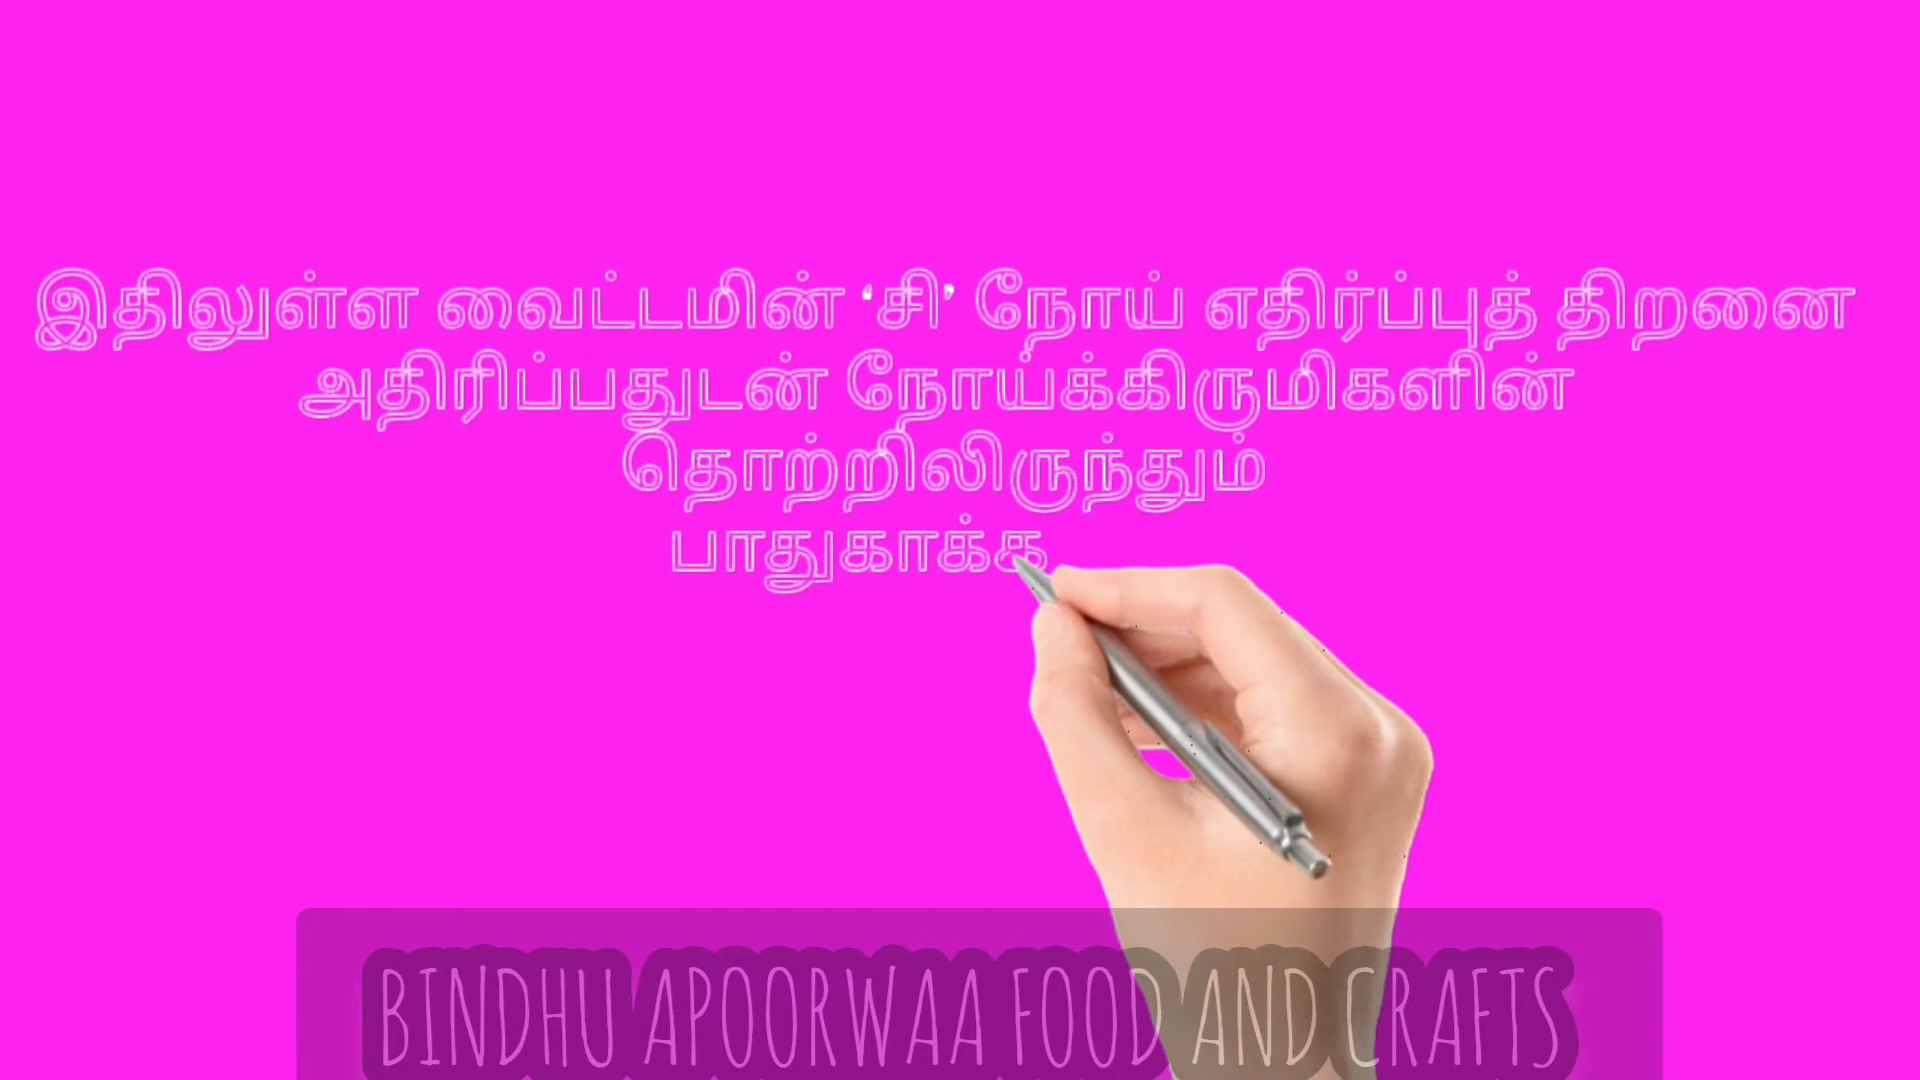 இதிலுள்ள வைட்டமின் ‘சி’ நோய் எதிர்ப்புத் திறனை
அதிரிப்பதுடன் நோய்க்கிருமிகளின்
தொற்றிலிருந்தும்
பாதுகாக்க
BINDHU APOORWAA FOOD AND CRAFTS